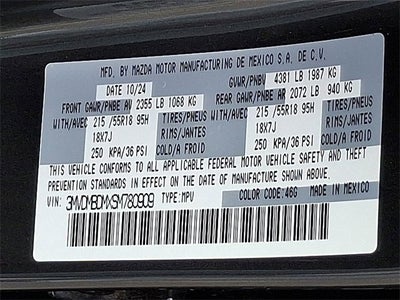 MFD. BY MAZDA MOTOR MANUFACTURING DE MEXICO S.A. DE C.V.
DATE 10/24 GVWR/PNBV 4381 LB 1987 KG
FRONT GAWR/PNBE AV 2355 LB 1068 KG REAR GAWR/PNBE AR 2072 LB 940 KG
WITH/AVEC 215 /55R18 95H TIRES/PNEUS WITH/AVEC 215 /55R18 95H TIRES/PNEUS
18X7J RIMS/JANTES 18X7J RIMS/JANTES
250 KPA/36 PSI COLD/A FROID 250 KPA/36 PSI COLD/A FROID
THIS VEHICLE CONFORMS TO ALL APPLICABLE FEDERAL MOTOR VEHICLE SAFETY AND THEFT
PREVENTION STANDARDS IN EFFECT ON THE DATE OF MANUFACTURE SHOWN ABOVE.
VIN: 3MVDMBDMXSM780909 TYPE:MPV COLOR CODE:46G MADE IN MEXICO